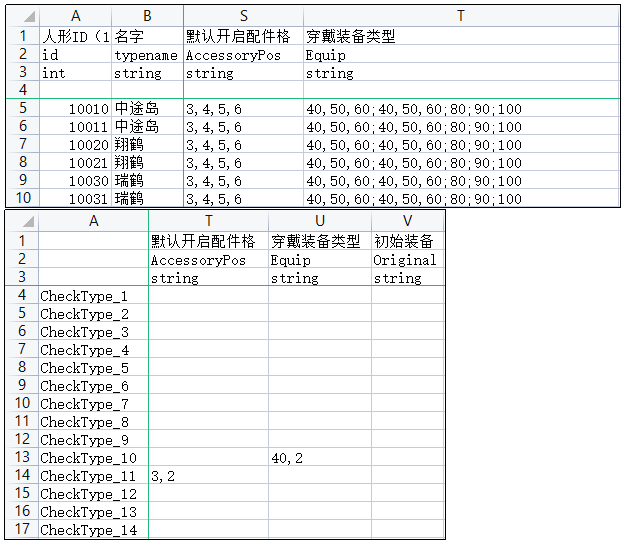 A B S T
1 人形ID（1 名字 默认开启配件格 穿戴装备类型
2 id typename AccessoryPos Equip
3 int string string string
4
5 10010 中途岛 3,4,5,6 40,50,60;40,50,60;80;90;100
6 10011 中途岛 3,4,5,6 40,50,60;40,50,60;80;90;100
7 10020 翔鹤 3,4,5,6 40,50,60;40,50,60;80;90;100
8 10021 翔鹤 3,4,5,6 40,50,60;40,50,60;80;90;100
9 10030 瑞鹤 3,4,5,6 40,50,60;40,50,60;80;90;100
10 10031 瑞鹤 3,4,5,6 40,50,60;40,50,60;80;90;100
A T U V
1 默认开启配件格 穿戴装备类型 初始装备
2 AccessoryPos Equip Original
3 string string string
4 CheckType_1
5 CheckType_2
6 CheckType_3
7 CheckType_4
8 CheckType_5
9 CheckType_6
10 CheckType_7
11 CheckType_8
12 CheckType_9
13 CheckType_10 40,2
14 CheckType_11 3,2
15 CheckType_12
16 CheckType_13
17 CheckType_14